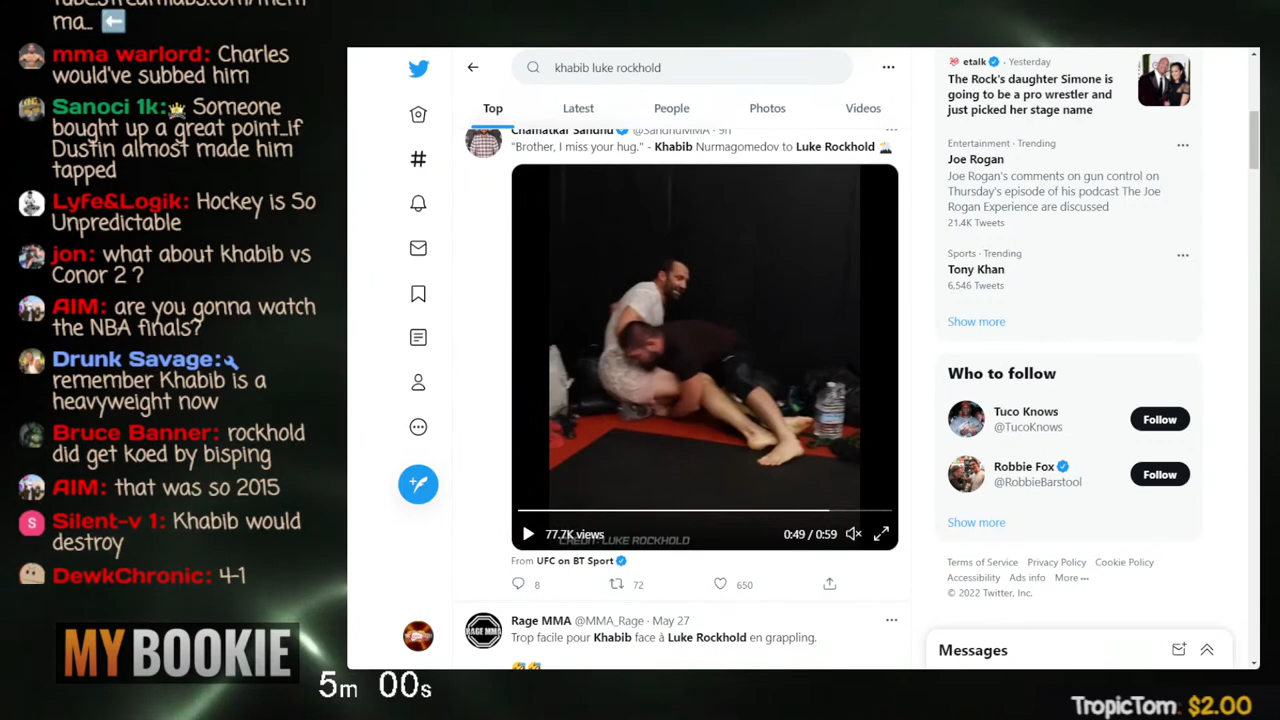 ma... ⬅
mma warlord: Charles
would've subbed him
Sanoci 1k: Someone
bought up a great point...if
Dustin almost made him
tapped
Lyfe&Logik: Hockey is So
Unpredictable
jon: what about khabib vs
Conor 2 ?
AIM: are you gonna watch
the NBA finals?
Drunk Savage:
remember Khabib is a
heavyweight now
Bruce Banner: rockhold
did get koed by bisping
AIM: that was so 2015
Silent-v 1: Khabib would
destroy
DewkChronic: 4-1
MYBOOKIE
5m 00s
khabib luke rockhold
Top
Latest
People
Photos
Videos
Chamatkar Sandhu @SandhuMMA · 9h
"Brother, I miss your hug." - Khabib Nurmagomedov to Luke Rockhold
77.7K views
0:49 / 0:59
CREDIT: LUKE ROCKHOLD
From UFC on BT Sport
8
72
650
RAGE MMA
Rage MMA @MMA_Rage · May 27
Trop facile pour Khabib face à Luke Rockhold en grappling.
etalk · Yesterday
The Rock's daughter Simone is
going to be a pro wrestler and
just picked her stage name
Entertainment · Trending
Joe Rogan
Joe Rogan's comments on gun control on
Thursday's episode of his podcast The Joe
Rogan Experience are discussed
21.4K Tweets
Sports · Trending
Tony Khan
6,546 Tweets
Show more
Who to follow
Tuco Knows
@TucoKnows
Follow
Robbie Fox
@RobbieBarstool
Follow
Show more
Terms of Service Privacy Policy Cookie Policy
Accessibility Ads info More ···
© 2022 Twitter, Inc.
Messages
TropicTom: $2.00